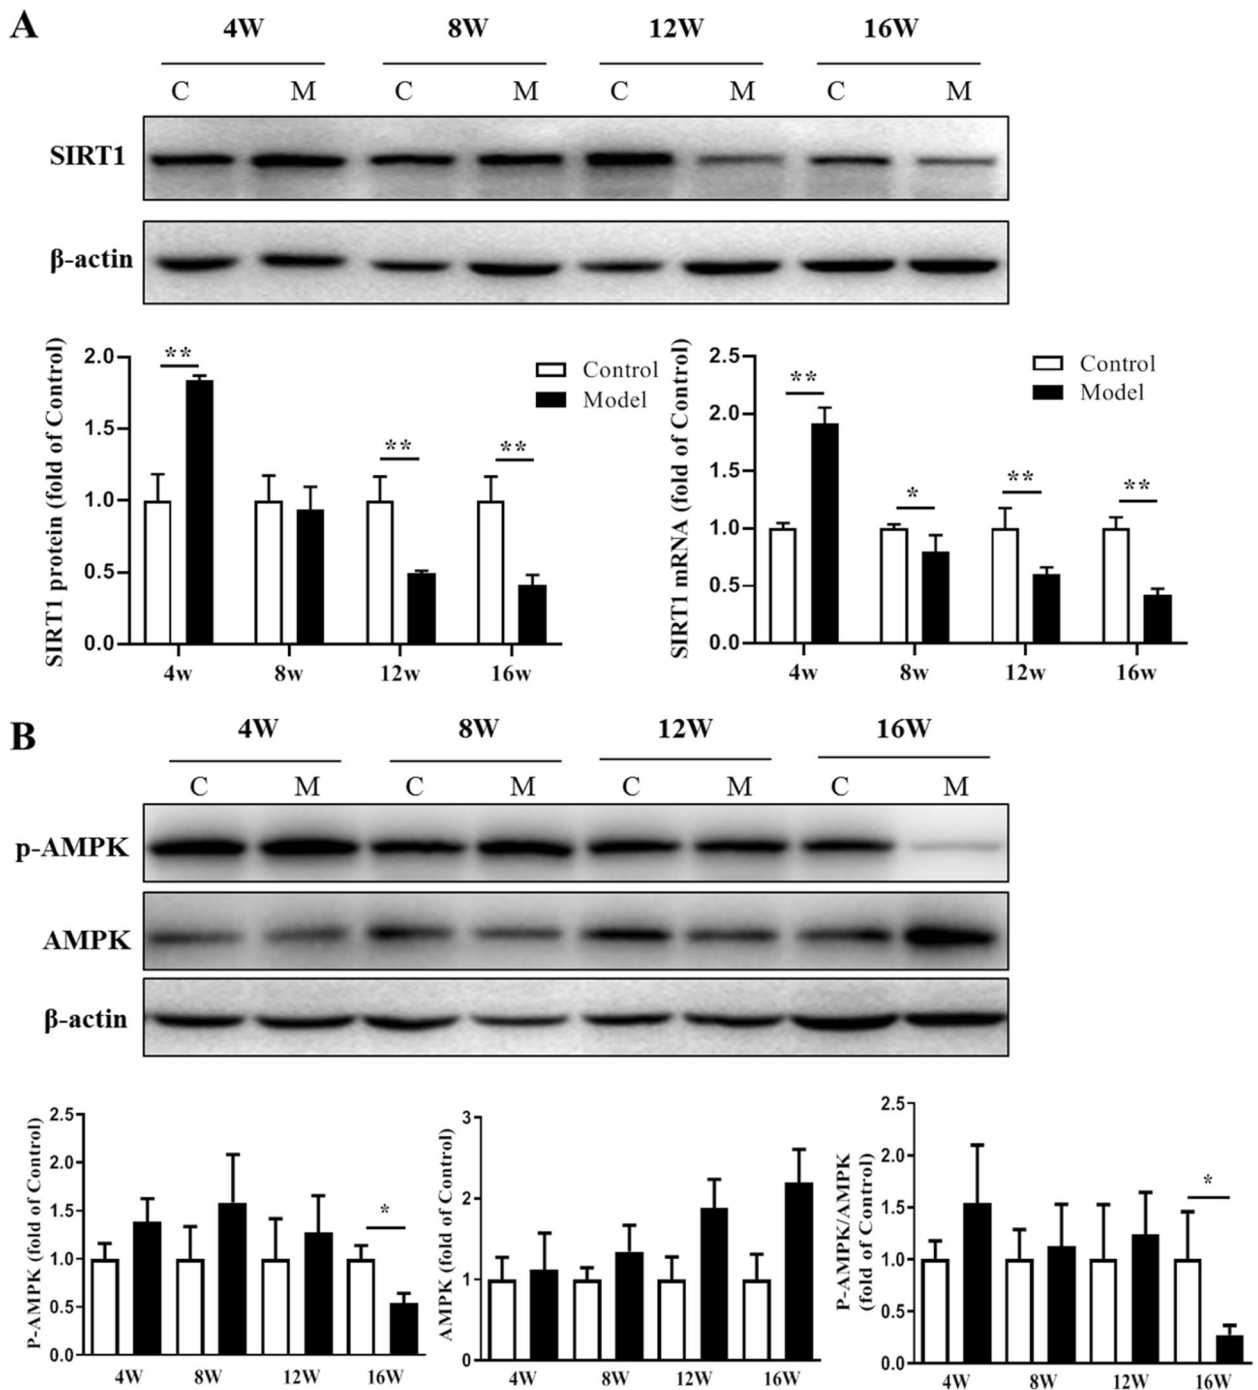 A
4W 8W 12W 16W
C M C M C M C M
SIRT1
β-actin
SIRT1 protein (fold of Control)
2.0
1.5
1.0
0.5
0.0
** ** **
Control
Model
4w 8w 12w 16w
SIRT1 mRNA (fold of Control)
2.5
2.0
1.5
1.0
0.5
0.0
** * ** **
Control
Model
4w 8w 12w 16w
B
4W 8W 12W 16W
C M C M C M C M
p-AMPK
AMPK
β-actin
P-AMPK (fold of Control)
2.5
2.0
1.5
1.0
0.5
0.0
*
4W 8W 12W 16W
AMPK (fold of Control)
3
2
1
0
4W 8W 12W 16W
P-AMPK/AMPK
(fold of Control)
2.5
2.0
1.5
1.0
0.5
0.0
*
4W 8W 12W 16W